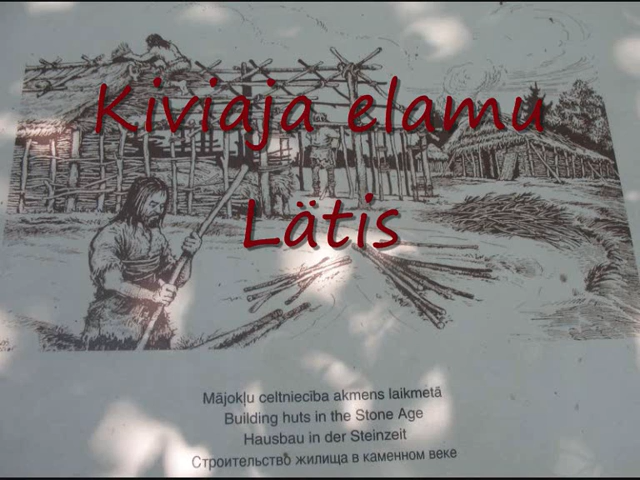 Kiviaja elamu
Lätis
Mājokļu celtniecība akmens laikmetā
Building huts in the Stone Age
Hausbau in der Steinzeit
Строительство жилища в каменном веке